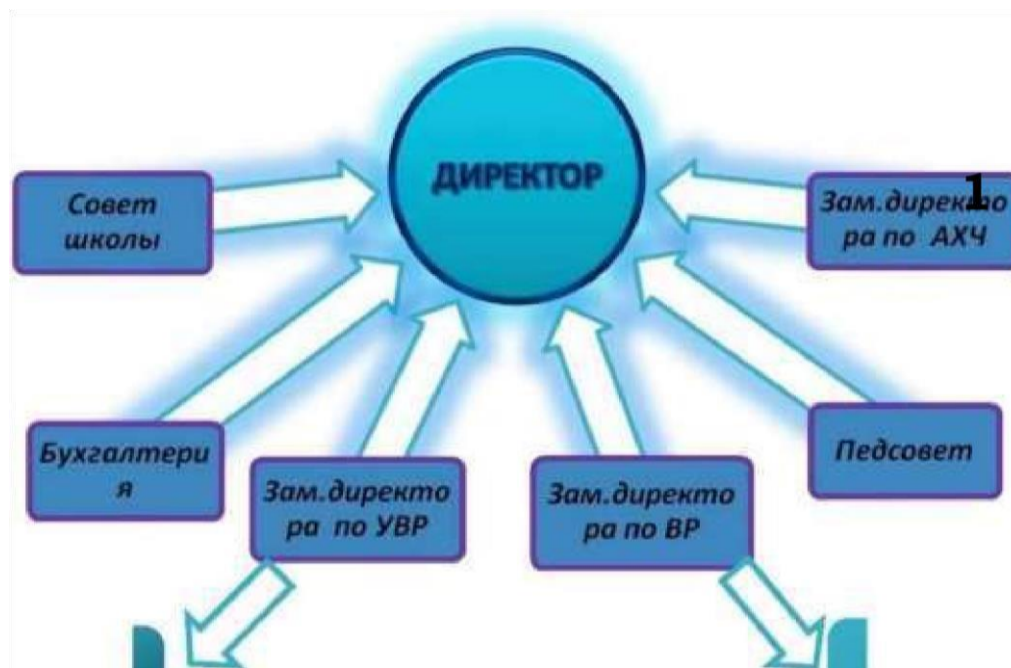 ДИРЕКТОР
Совет
школы
1
Зам.директо
ра по АХЧ
Бухгалтери
я
Зам.директо
ра по УВР
Зам.директо
ра по ВР
Педсовет